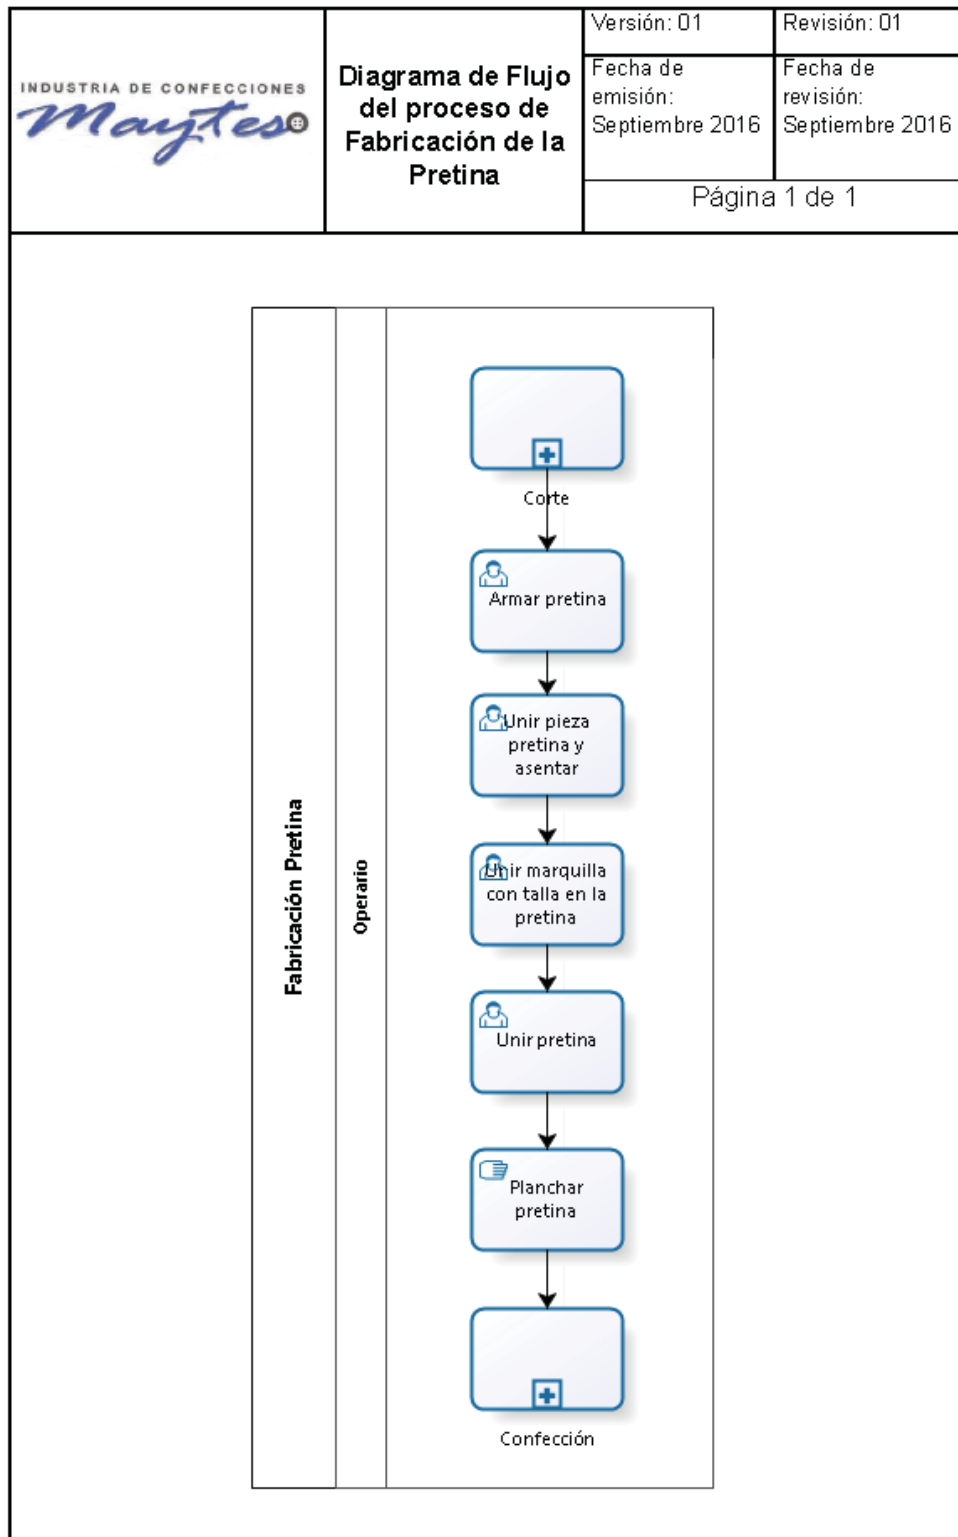 INDUSTRIA DE CONFECCIONES
Maytes
Diagrama de Flujo
del proceso de
Fabricación de la
Pretina
Versión: 01
Revisión: 01
Fecha de
emisión:
Septiembre 2016
Fecha de
revisión:
Septiembre 2016
Página 1 de 1
Fabricación Pretina
Operario
Corte
Armar pretina
Unir pieza
pretina y
asentar
Unir marquilla
con talla en la
pretina
Unir pretina
Planchar
pretina
Confección